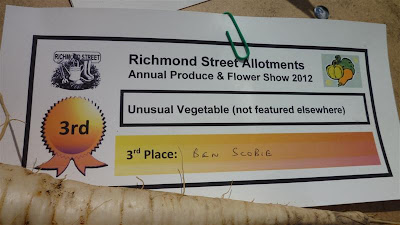 RICHMOND STREET
Richmond Street Allotments
Annual Produce & Flower Show 2012
Unusual Vegetable (not featured elsewhere)
3rd
3rd Place: BEN SCOBIE